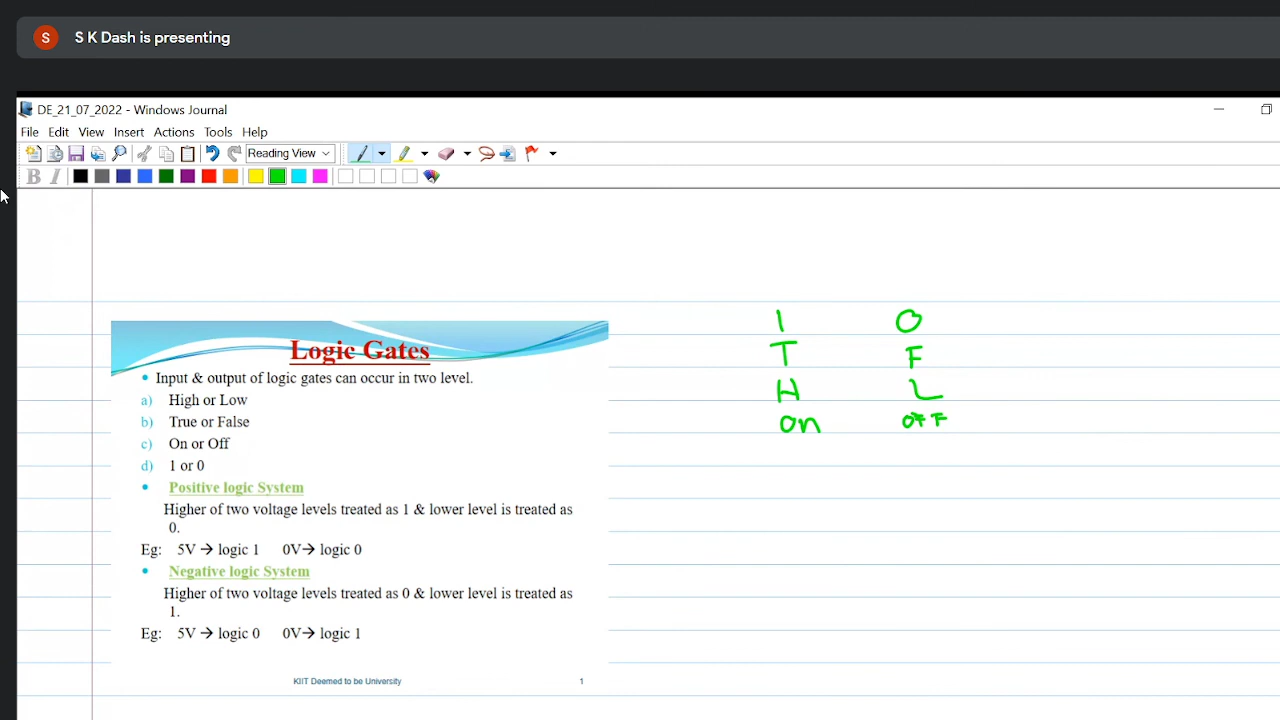 S
S K Dash is presenting
DE_21_07_2022 - Windows Journal
File Edit View Insert Actions Tools Help
Reading View
B I
Logic Gates
• Input & output of logic gates can occur in two level.
a) High or Low
b) True or False
c) On or Off
d) 1 or 0
• Positive logic System
Higher of two voltage levels treated as 1 & lower level is treated as
0.
Eg: 5V → logic 1 0V→ logic 0
• Negative logic System
Higher of two voltage levels treated as 0 & lower level is treated as
1.
Eg: 5V → logic 0 0V→ logic 1
KIIT Deemed to be University 1
1 0
T F
H L
On OFF